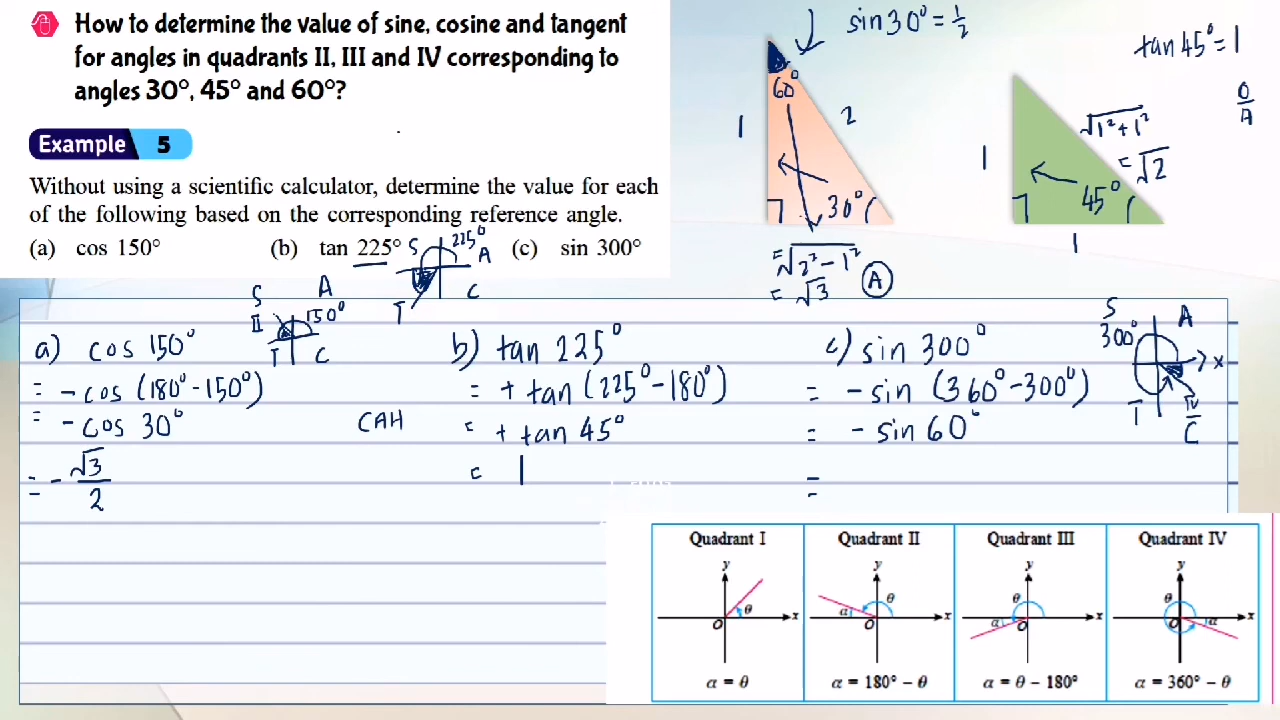 How to determine the value of sine, cosine and tangent
for angles in quadrants II, III and IV corresponding to
angles 30°, 45° and 60°?
Example 5
Without using a scientific calculator, determine the value for each
of the following based on the corresponding reference angle.
(a) cos 150° (b) tan 225° (c) sin 300°
S 225° A
T C
sin30° = 1/2
60°
1 2
30°
= √2²-1²
= √3 A
tan 45° = 1
O/A
1 √1²+1²
= √2
45°
1
S A
II 150°
T C
a) cos 150°
= -cos (180°-150°)
= -cos 30° CAH
= - √3/2
b) tan 225°
= + tan (225°-180°)
= + tan 45°
= 1
c) sin 300°
= -sin (360°-300°)
= - sin 60°
=
S A
300° x
T IV C
Quadrant I Quadrant II Quadrant III Quadrant IV
y y y y
θ α θ θ α θ α
O x O x O x O x
α = θ α = 180° − θ α = θ − 180° α = 360° − θ